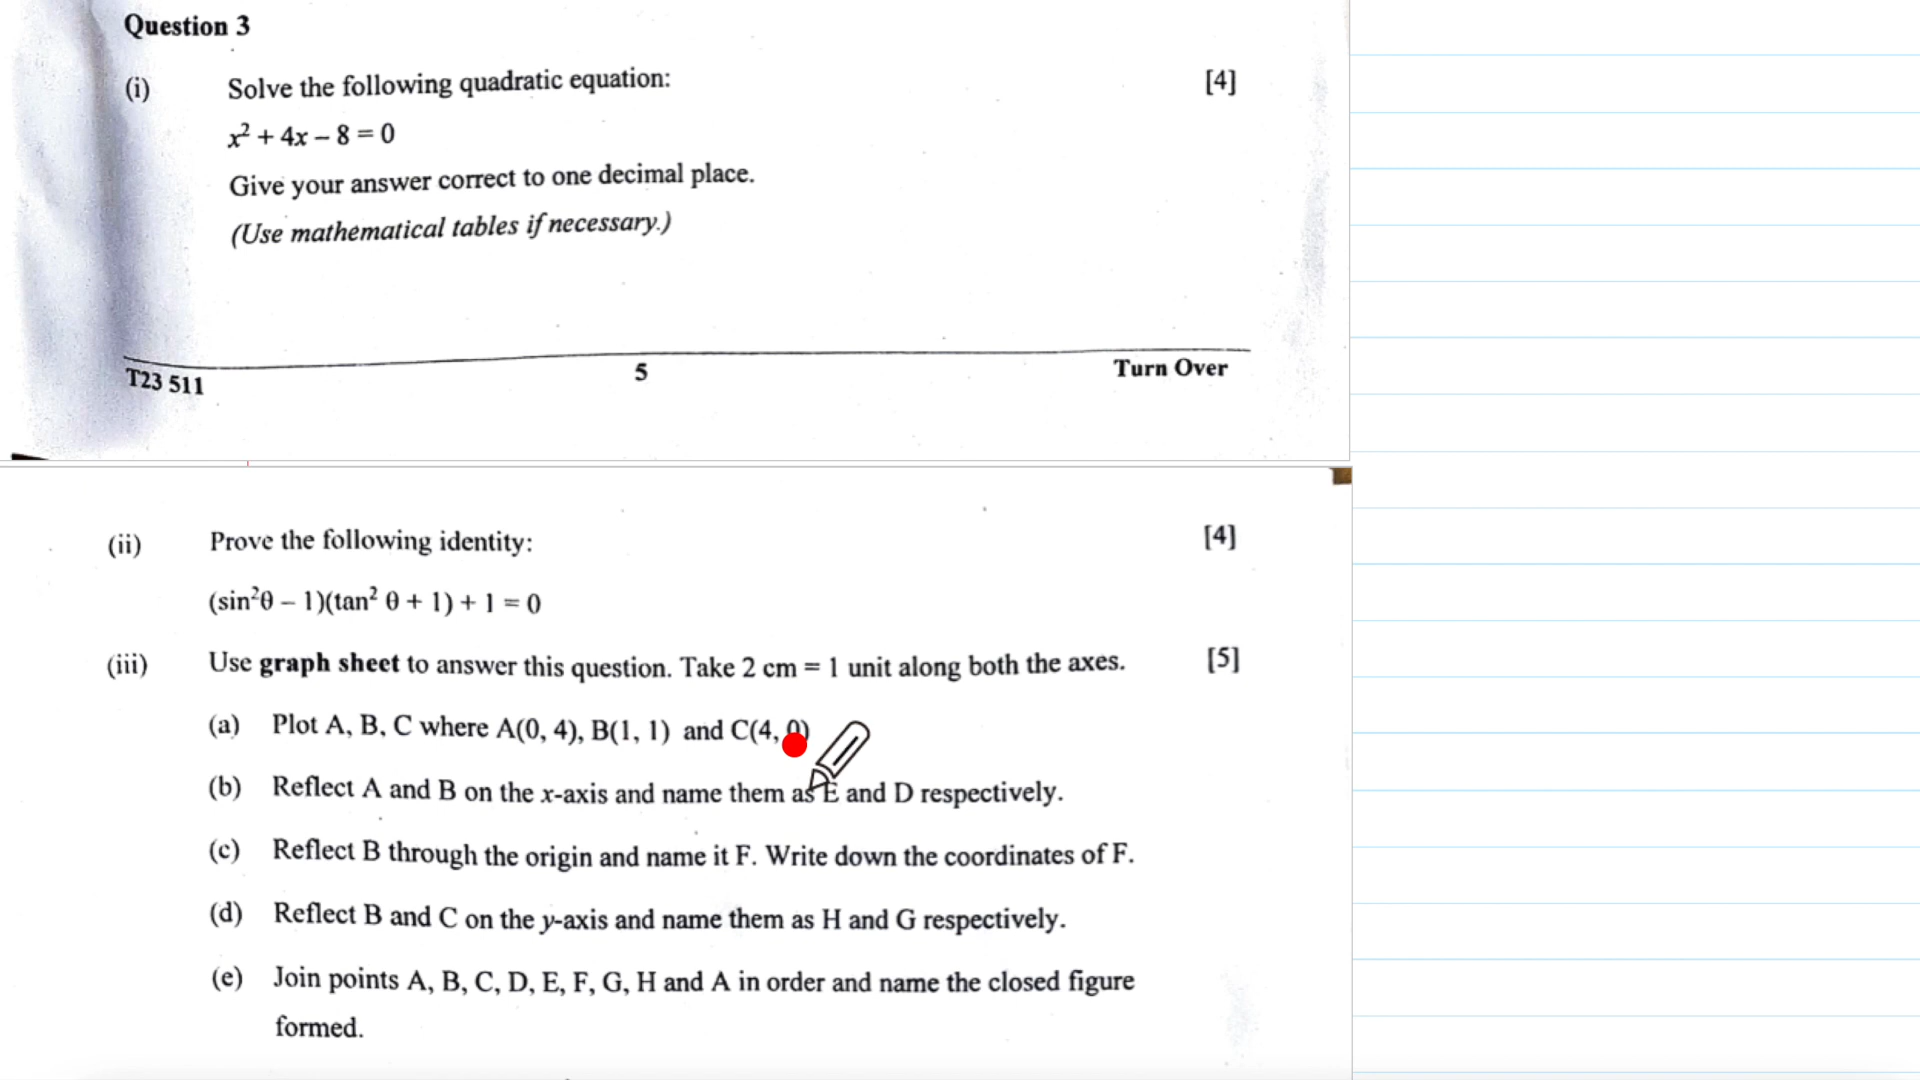 Question 3
(i) Solve the following quadratic equation: [4]
x² + 4x – 8 = 0
Give your answer correct to one decimal place.
(Use mathematical tables if necessary.)
T23 511 5 Turn Over
(ii) Prove the following identity: [4]
(sin²θ – 1)(tan² θ + 1) + 1 = 0
(iii) Use graph sheet to answer this question. Take 2 cm = 1 unit along both the axes. [5]
(a) Plot A, B, C where A(0, 4), B(1, 1) and C(4, 0)
(b) Reflect A and B on the x-axis and name them as E and D respectively.
(c) Reflect B through the origin and name it F. Write down the coordinates of F.
(d) Reflect B and C on the y-axis and name them as H and G respectively.
(e) Join points A, B, C, D, E, F, G, H and A in order and name the closed figure
formed.